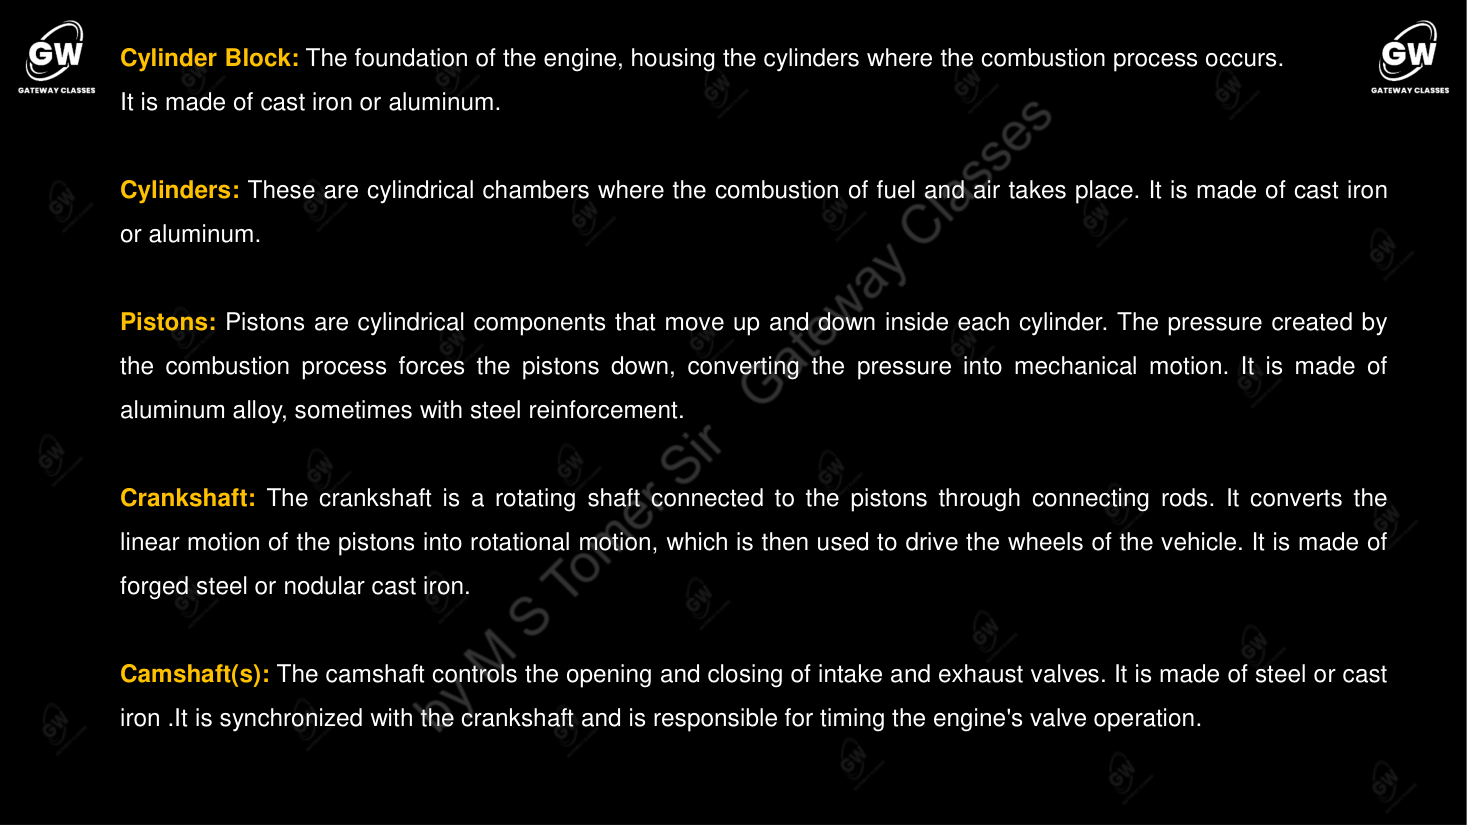 GW
GATEWAY CLASSES
GW
GATEWAY CLASSES
Cylinder Block: The foundation of the engine, housing the cylinders where the combustion process occurs.
It is made of cast iron or aluminum.
Cylinders: These are cylindrical chambers where the combustion of fuel and air takes place. It is made of cast iron
or aluminum.
Pistons: Pistons are cylindrical components that move up and down inside each cylinder. The pressure created by
the combustion process forces the pistons down, converting the pressure into mechanical motion. It is made of
aluminum alloy, sometimes with steel reinforcement.
Crankshaft: The crankshaft is a rotating shaft connected to the pistons through connecting rods. It converts the
linear motion of the pistons into rotational motion, which is then used to drive the wheels of the vehicle. It is made of
forged steel or nodular cast iron.
Camshaft(s): The camshaft controls the opening and closing of intake and exhaust valves. It is made of steel or cast
iron .It is synchronized with the crankshaft and is responsible for timing the engine's valve operation.
by M S Tomer Sir Gateway Classes